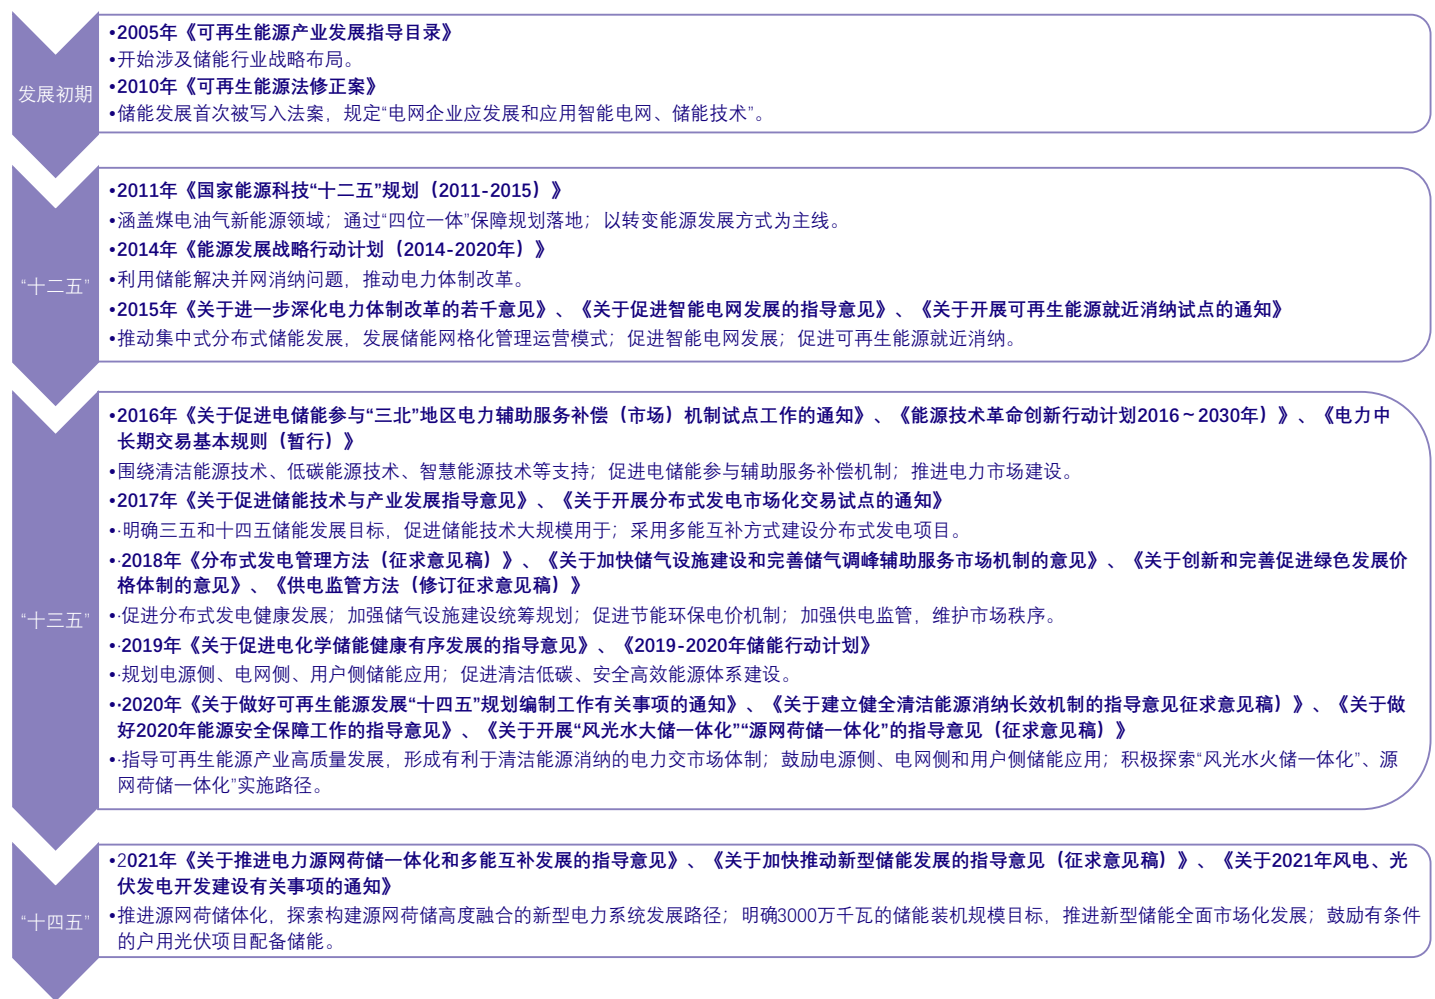 发展初期
•2005年《可再生能源产业发展指导目录》
•开始涉及储能行业战略布局。
•2010年《可再生能源法修正案》
•储能发展首次被写入法案，规定“电网企业应发展和应用智能电网、储能技术”。
“十二五”
•2011年《国家能源科技“十二五”规划（2011-2015）》
•涵盖煤电油气新能源领域；通过“四位一体”保障规划落地；以转变能源发展方式为主线。
•2014年《能源发展战略行动计划（2014-2020年）》
•利用储能解决并网消纳问题，推动电力体制改革。
•2015年《关于进一步深化电力体制改革的若干意见》、《关于促进智能电网发展的指导意见》、《关于开展可再生能源就近消纳试点的通知》
•推动集中式分布式储能发展，发展储能网格化管理运营模式；促进智能电网发展；促进可再生能源就近消纳。
“十三五”
•2016年《关于促进电储能参与“三北”地区电力辅助服务补偿（市场）机制试点工作的通知》、《能源技术革命创新行动计划2016～2030年）》、《电力中
长期交易基本规则（暂行）》
•围绕清洁能源技术、低碳能源技术、智慧能源技术等支持；促进电储能参与辅助服务补偿机制；推进电力市场建设。
•2017年《关于促进储能技术与产业发展指导意见》、《关于开展分布式发电市场化交易试点的通知》
•·明确三五和十四五储能发展目标，促进储能技术大规模用于；采用多能互补方式建设分布式发电项目。
•·2018年《分布式发电管理方法（征求意见稿）》、《关于加快储气设施建设和完善储气调峰辅助服务市场机制的意见》、《关于创新和完善促进绿色发展价
格体制的意见》、《供电监管方法（修订征求意见稿）》
•·促进分布式发电健康发展；加强储气设施建设统筹规划；促进节能环保电价机制；加强供电监管，维护市场秩序。
•·2019年《关于促进电化学储能健康有序发展的指导意见》、《2019-2020年储能行动计划》
•·规划电源侧、电网侧、用户侧储能应用；促进清洁低碳、安全高效能源体系建设。
•·2020年《关于做好可再生能源发展“十四五”规划编制工作有关事项的通知》、《关于建立健全清洁能源消纳长效机制的指导意见征求意见稿）》、《关于做
好2020年能源安全保障工作的指导意见》、《关于开展“风光水大储一体化”“源网荷储一体化”的指导意见（征求意见稿）》
•·指导可再生能源产业高质量发展，形成有利于清洁能源消纳的电力交市场体制；鼓励电源侧、电网侧和用户侧储能应用；积极探索“风光水火储一体化”、源
网荷储一体化”实施路径。
“十四五”
•2021年《关于推进电力源网荷储一体化和多能互补发展的指导意见》、《关于加快推动新型储能发展的指导意见（征求意见稿）》、《关于2021年风电、光
伏发电开发建设有关事项的通知》
•推进源网荷储体化，探索构建源网荷储高度融合的新型电力系统发展路径；明确3000万千瓦的储能装机规模目标，推进新型储能全面市场化发展；鼓励有条件
的户用光伏项目配备储能。